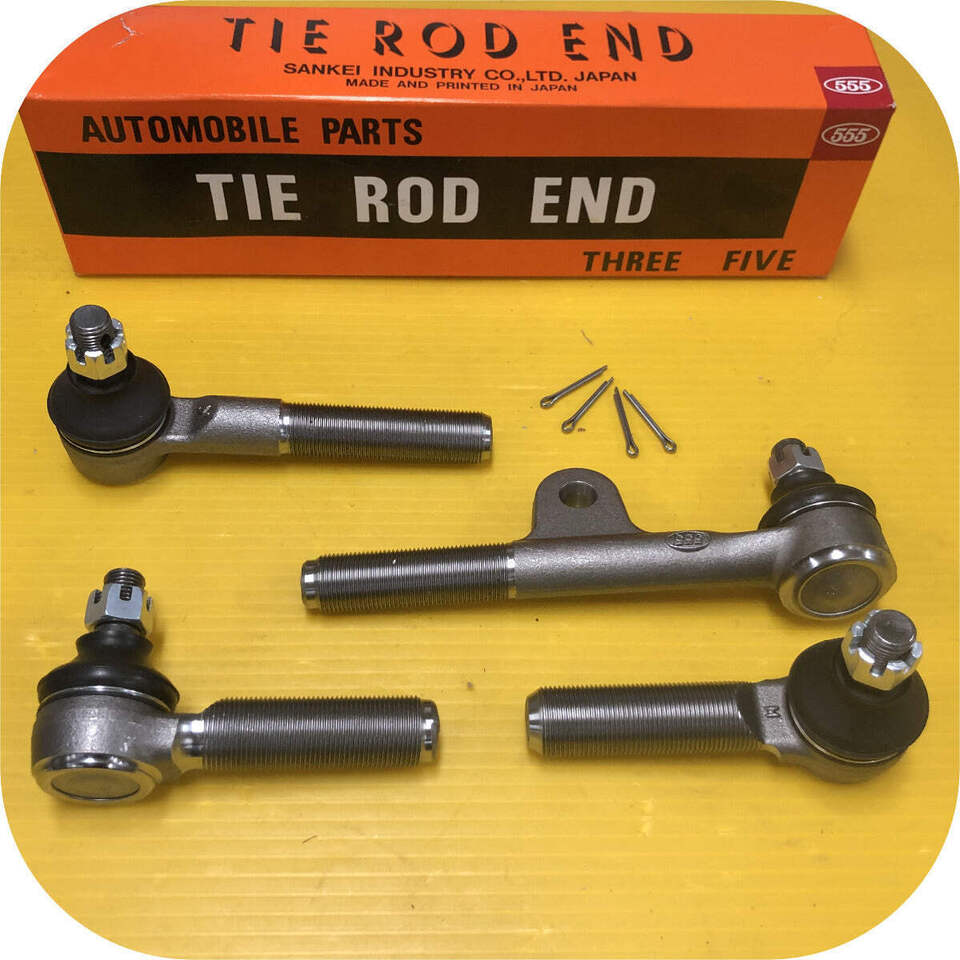 TIE ROD END
SANKEI INDUSTRY CO.,LTD. JAPAN
MADE AND PRINTED IN JAPAN
555
AUTOMOBILE PARTS
555
TIE ROD END
THREE FIVE
555